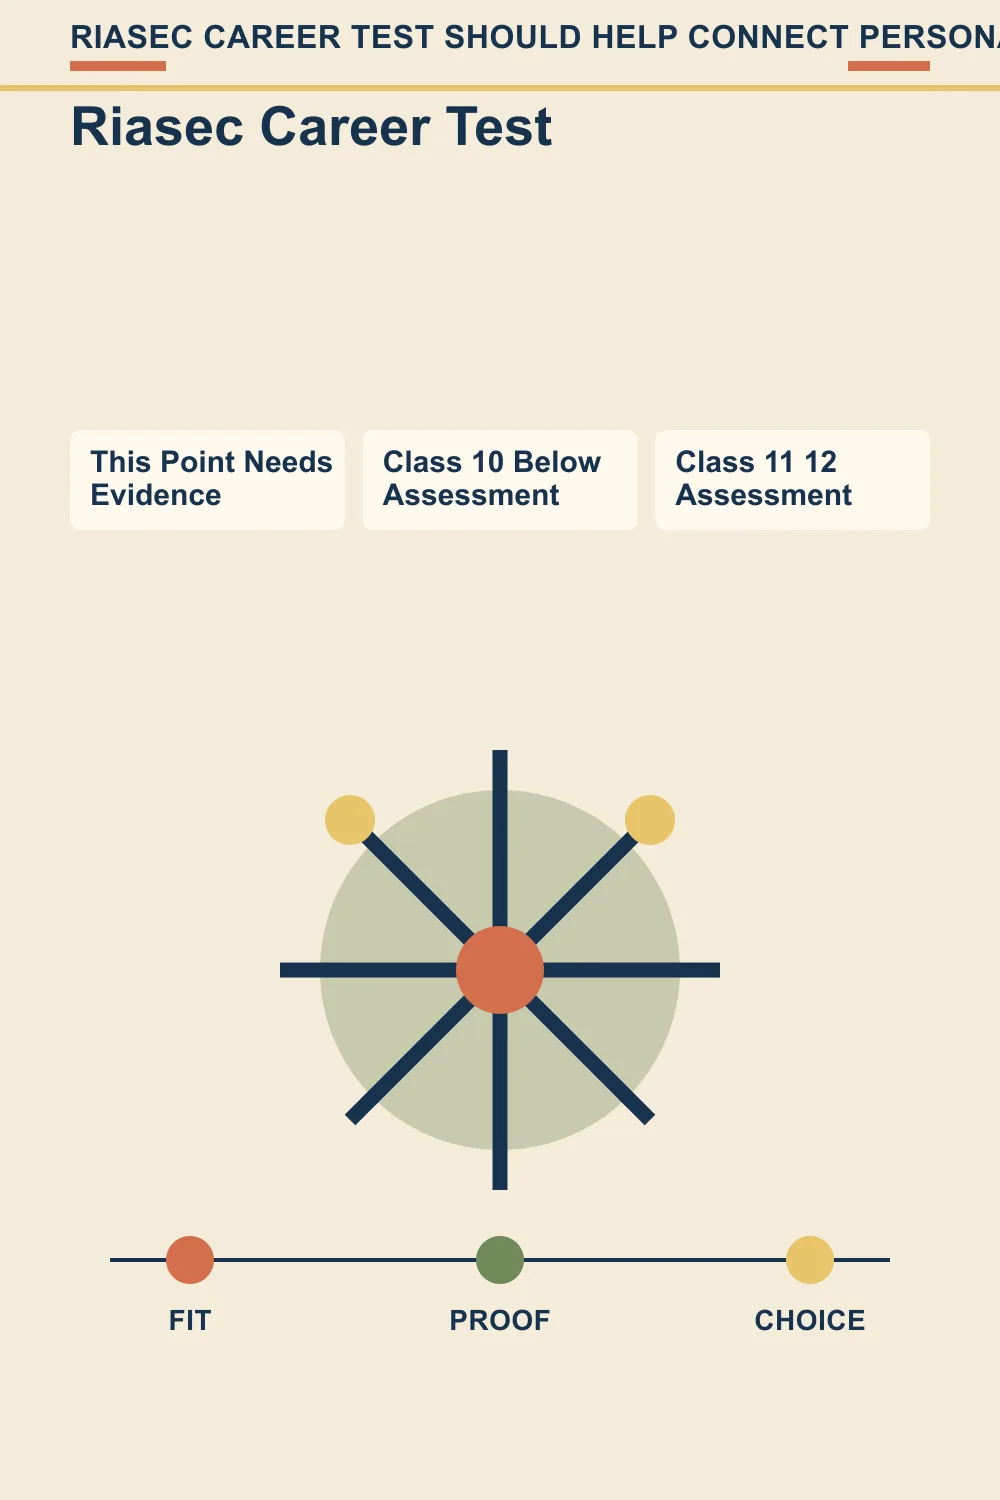 RIASEC CAREER TEST SHOULD HELP CONNECT PERSONA
Riasec Career Test
This Point Needs
Evidence
Class 10 Below
Assessment
Class 11 12
Assessment
FIT
PROOF
CHOICE